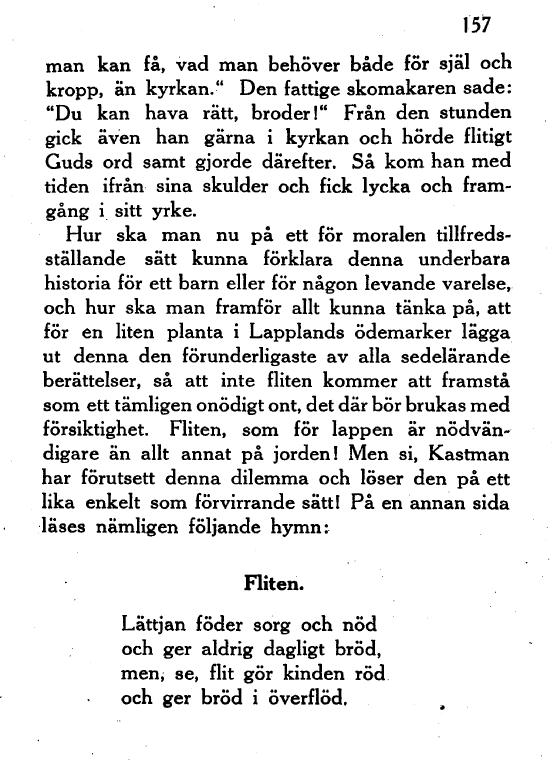 157
man kan få, vad man behöver både för själ och
kropp, än kyrkan.“ Den fattige skomakaren sade:
“Du kan hava rätt, broder!“ Från den stunden
gick även han gärna i kyrkan och hörde flitigt
Guds ord samt gjorde därefter. Så kom han med
tiden ifrån sina skulder och fick lycka och fram-
gång i sitt yrke.
Hur ska man nu på ett för moralen tillfreds-
ställande sätt kunna förklara denna underbara
historia för ett barn eller för någon levande varelse,
och hur ska man framför allt kunna tänka på, att
för en liten planta i Lapplands ödemarker lägga
ut denna den förunderligaste av alla sedelärande
berättelser, så att inte fliten kommer att framstå
som ett tämligen onödigt ont, det där bör brukas med
försiktighet. Fliten, som för lappen är nödvän-
digare än allt annat på jorden! Men si, Kastman
har förutsett denna dilemma och löser den på ett
lika enkelt som förvirrande sätt! På en annan sida
läses nämligen följande hymn:
Fliten.
Lättjan föder sorg och nöd
och ger aldrig dagligt bröd,
men, se, flit gör kinden röd
och ger bröd i överflöd.